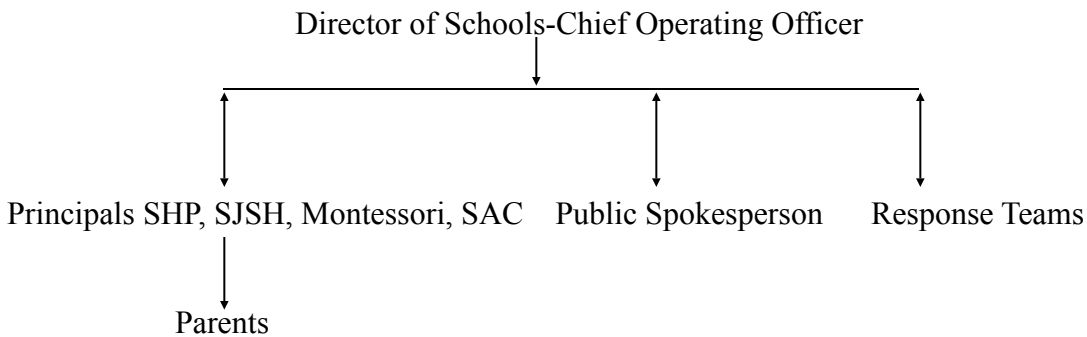 Director of Schools-Chief Operating Officer
Principals SHP, SJSH, Montessori, SAC
Public Spokesperson
Response Teams
Parents